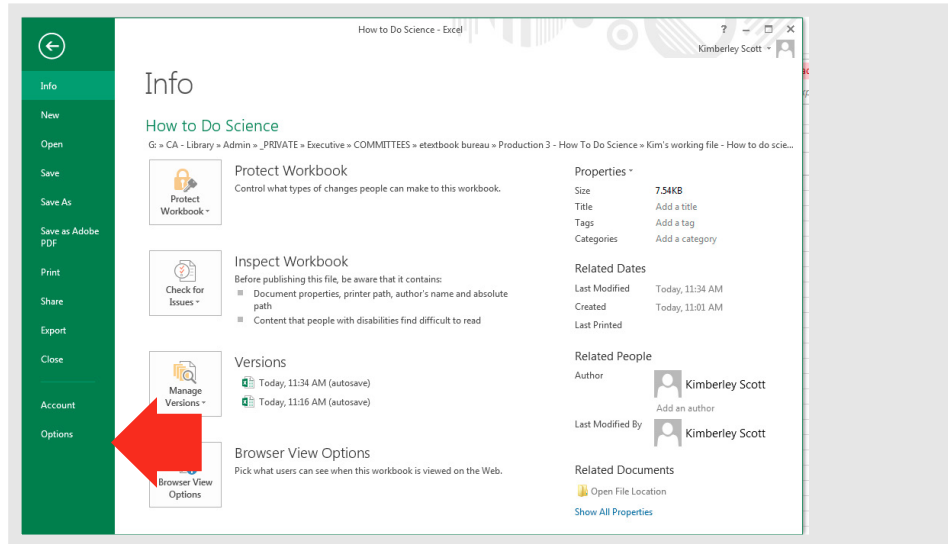 How to Do Science - Excel
?
Kimberley Scott
Info
New
Open
Save
Save As
Save as Adobe
PDF
Print
Share
Export
Close
Account
Options
Info
How to Do Science
G: » CA - Library » Admin » _PRIVATE » Executive » COMMITTEES » etextbook bureau » Production 3 - How To Do Science » Kim's working file - How to do scie...
Protect
Workbook
Protect Workbook
Control what types of changes people can make to this workbook.
Check for
Issues
Inspect Workbook
Before publishing this file, be aware that it contains:
Document properties, printer path, author's name and absolute
path
Content that people with disabilities find difficult to read
Manage
Versions
Versions
Today, 11:34 AM (autosave)
Today, 11:16 AM (autosave)
Browser View
Options
Browser View Options
Pick what users can see when this workbook is viewed on the Web.
Properties
Size 7.54KB
Title Add a title
Tags Add a tag
Categories Add a category
Related Dates
Last Modified Today, 11:34 AM
Created Today, 11:01 AM
Last Printed
Related People
Author Kimberley Scott
Add an author
Last Modified By Kimberley Scott
Related Documents
Open File Location
Show All Properties